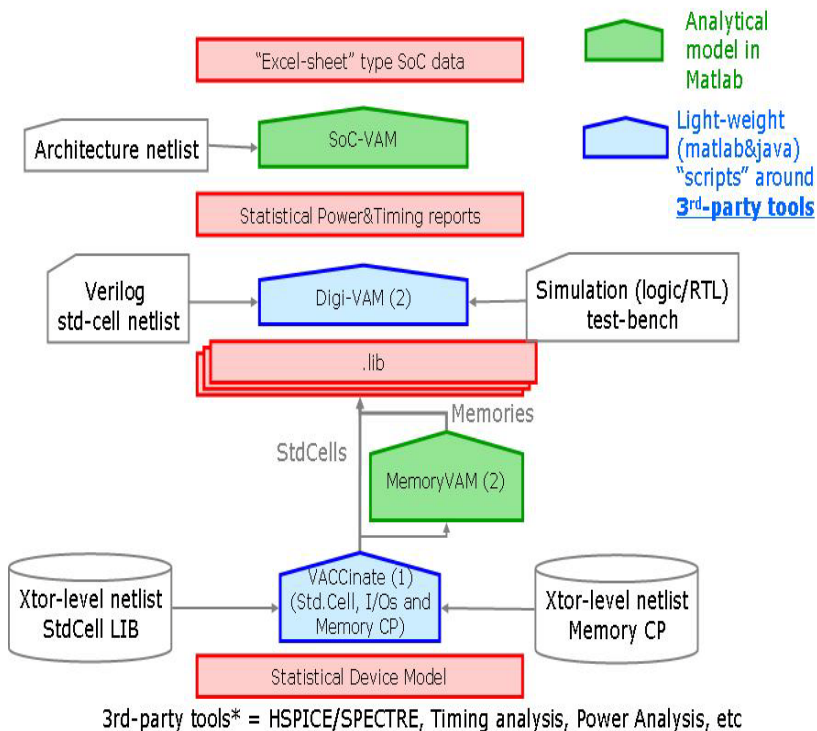 "Excel-sheet" type SoC data
Analytical
model in
Matlab
Architecture netlist
SoC-VAM
Light-weight
(matlab&java)
"scripts" around
3rd-party tools
Statistical Power&Timing reports
Verilog
std-cell netlist
Digi-VAM (2)
Simulation (logic/RTL)
test-bench
.lib
Memories
StdCells
MemoryVAM (2)
Xtor-level netlist
StdCell LIB
VACCinate (1)
(Std.Cell, I/Os and
Memory CP)
Xtor-level netlist
Memory CP
Statistical Device Model
3rd-party tools* = HSPICE/SPECTRE, Timing analysis, Power Analysis, etc